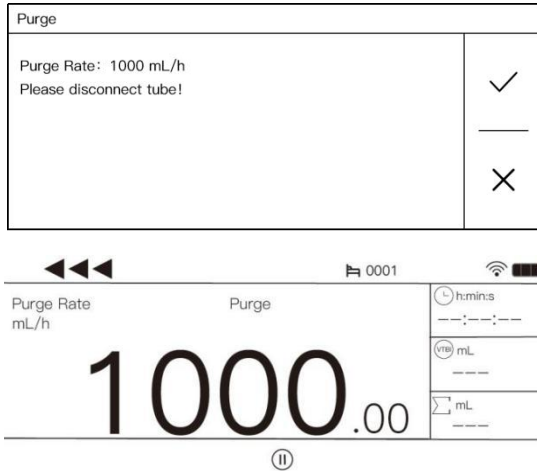 Purge
Purge Rate: 1000 mL/h
Please disconnect tube!
0001
Purge Rate
mL/h
Purge
1000.00
h:min:s
--:--:--
VTBI mL
---
Σ mL
---